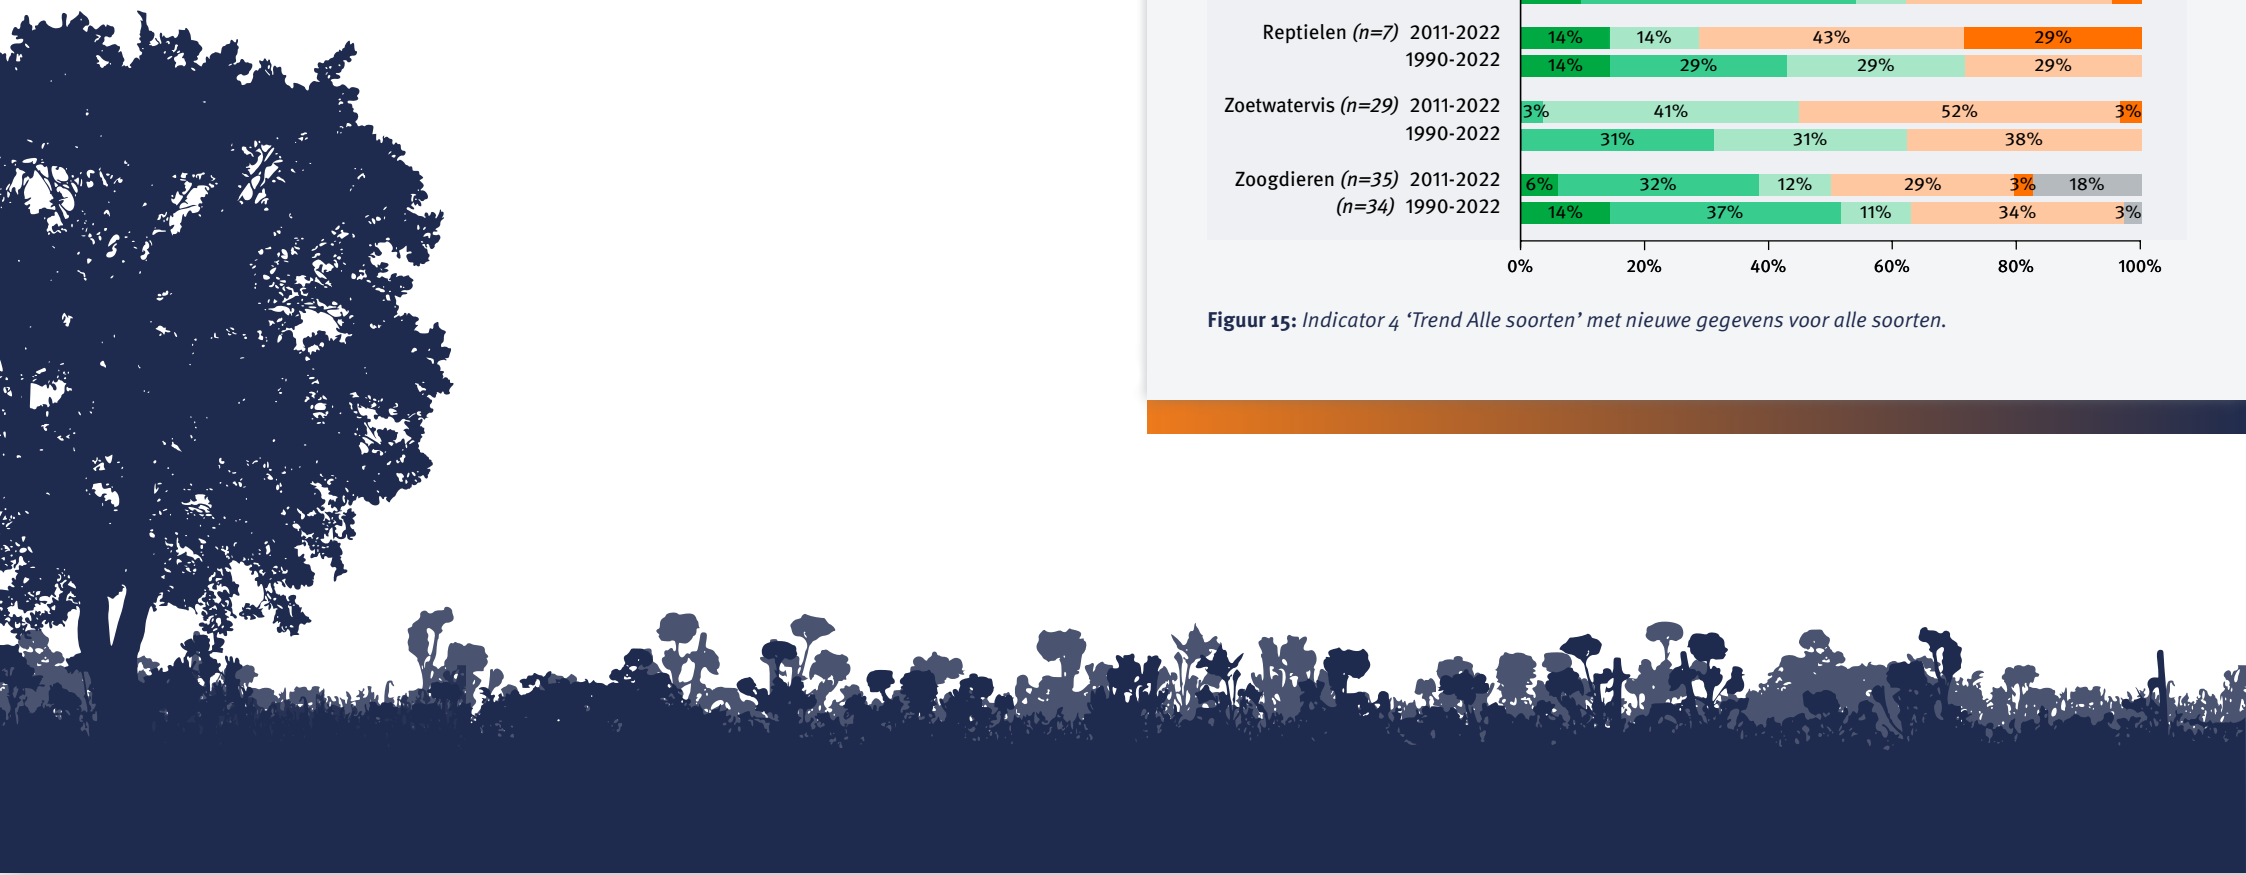 Reptielen (n=7) 2011-2022 14% 14% 43% 29%
1990-2022 14% 29% 29% 29%
Zoetwatervis (n=29) 2011-2022 3% 41% 52% 3%
1990-2022 31% 31% 38%
Zoogdieren (n=35) 2011-2022 6% 32% 12% 29% 3% 18%
(n=34) 1990-2022 14% 37% 11% 34% 3%
0% 20% 40% 60% 80% 100%
Figuur 15: Indicator 4 ‘Trend Alle soorten’ met nieuwe gegevens voor alle soorten.